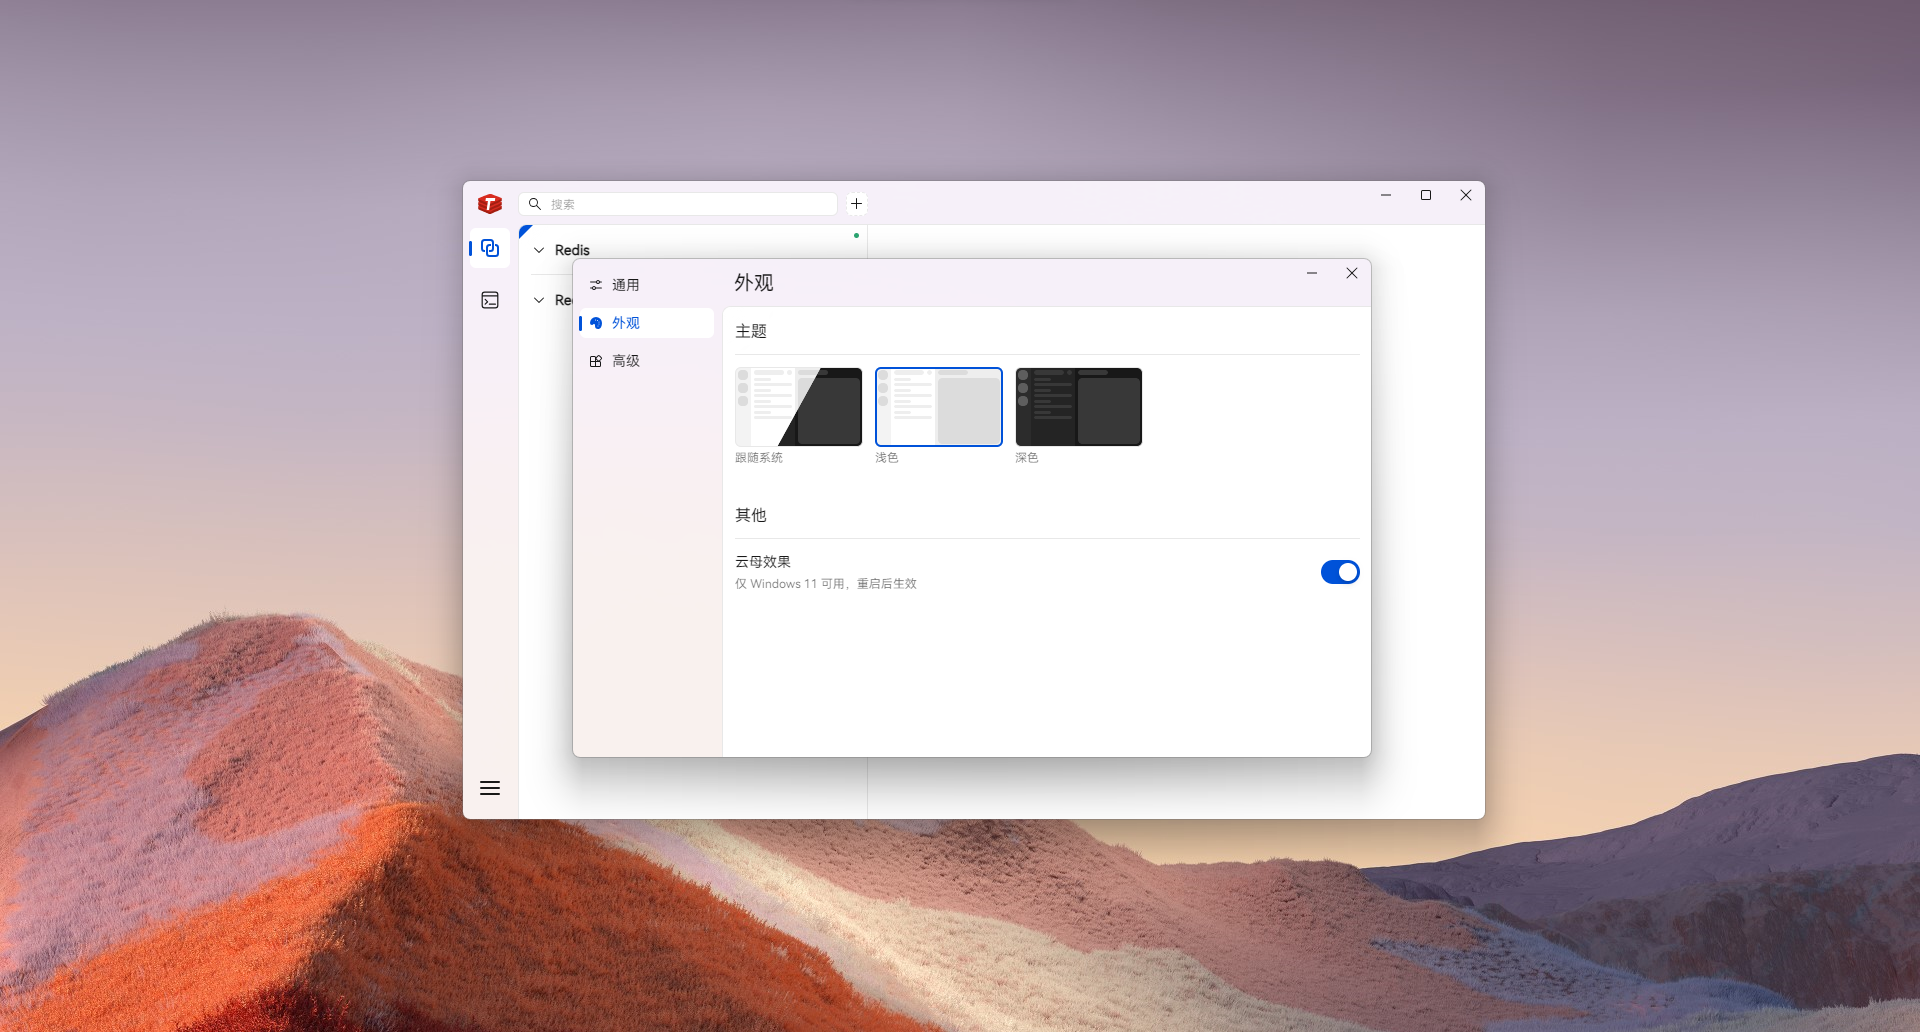 搜索
Redis
通用
外观
外观
主题
高级
跟随系统
浅色
深色
其他
云母效果
仅 Windows 11 可用，重启后生效